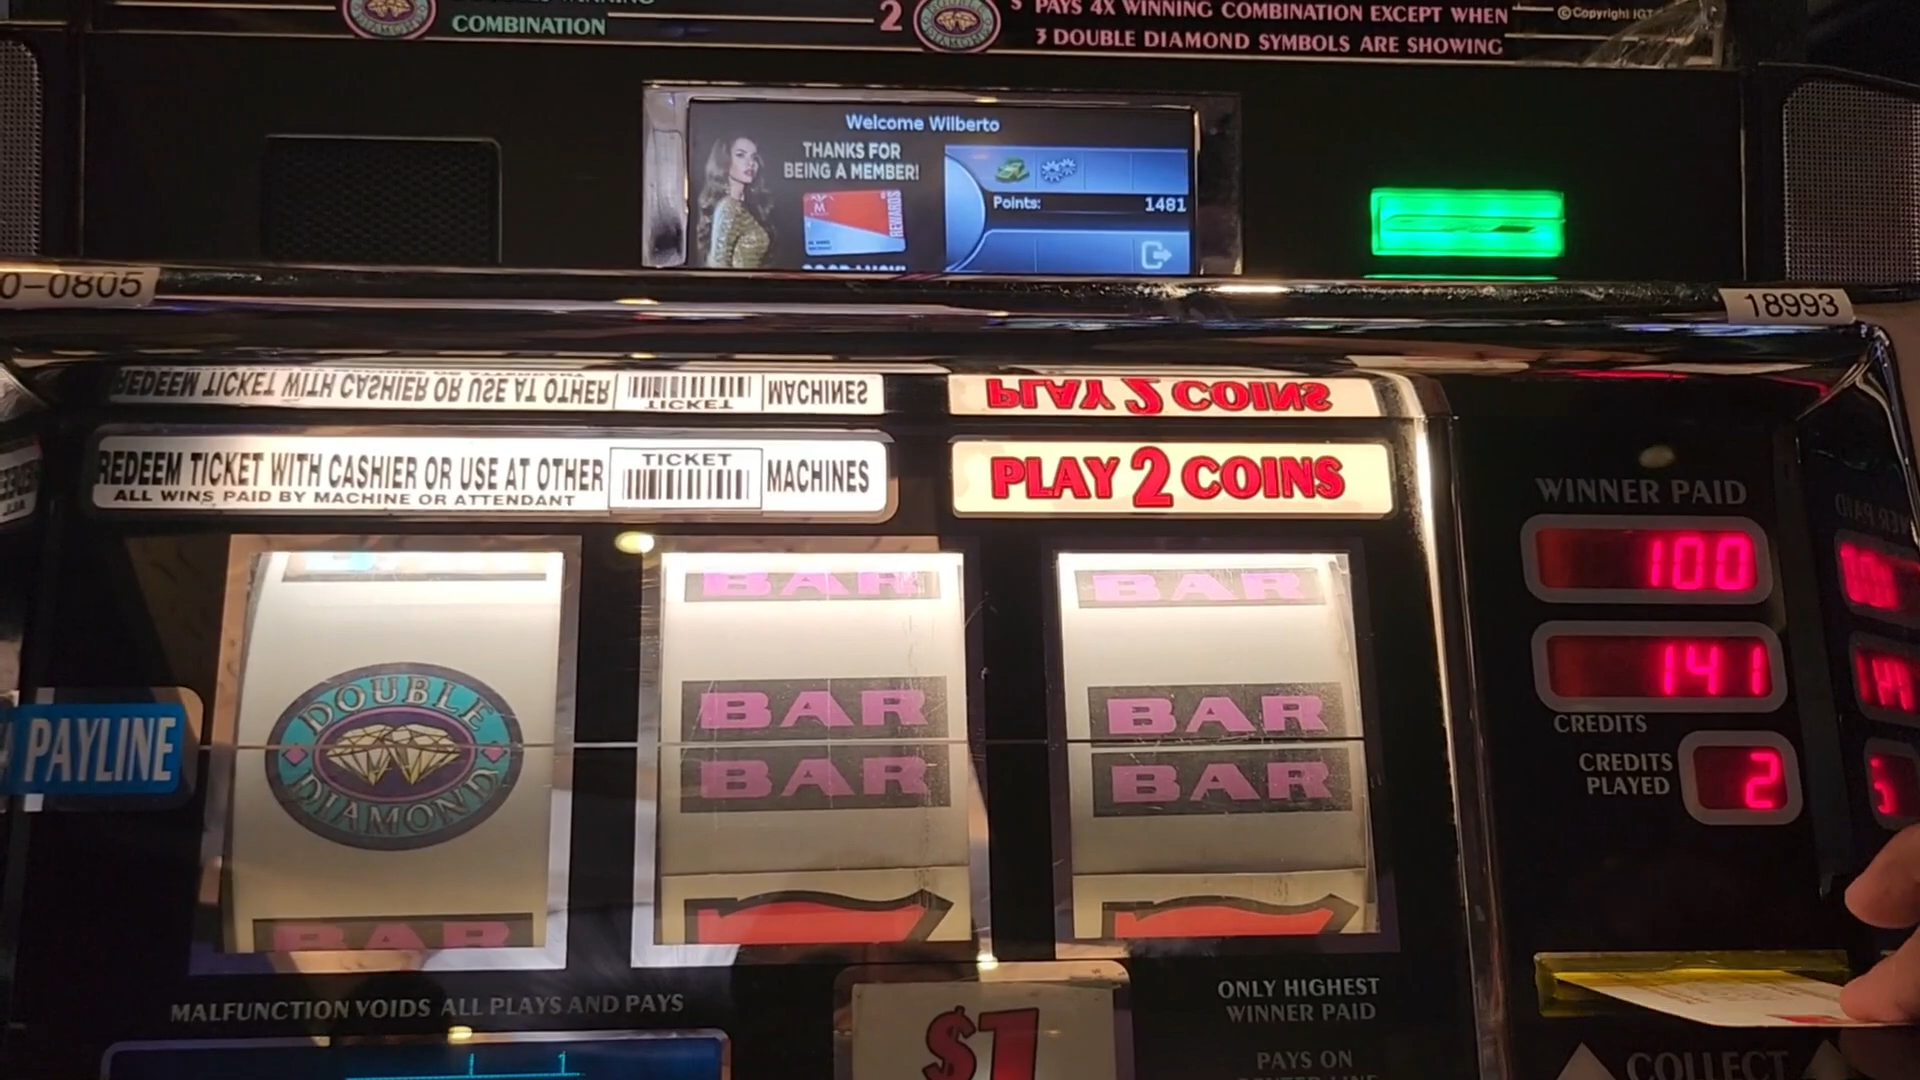 COMBINATION
2
PAYS 4X WINNING COMBINATION EXCEPT WHEN
3 DOUBLE DIAMOND SYMBOLS ARE SHOWING
©Copyright IGT
Welcome Wilberto
THANKS FOR
BEING A MEMBER!
M
REWARDS
Points: 1481
0-0805
18993
REDEEM TICKET WITH CASHIER OR USE AT OTHER TICKET MACHINES
PLAY 2 COINS
REDEEM TICKET WITH CASHIER OR USE AT OTHER
ALL WINS PAID BY MACHINE OR ATTENDANT
TICKET
MACHINES
PLAY 2 COINS
WINNER PAID
100
141
CREDITS
CREDITS
PLAYED
2
BAR
BAR
PAYLINE
DOUBLE
DIAMOND
BAR
BAR
BAR
BAR
BAR
MALFUNCTION VOIDS ALL PLAYS AND PAYS
1
$1
ONLY HIGHEST
WINNER PAID
PAYS ON
COLLECT